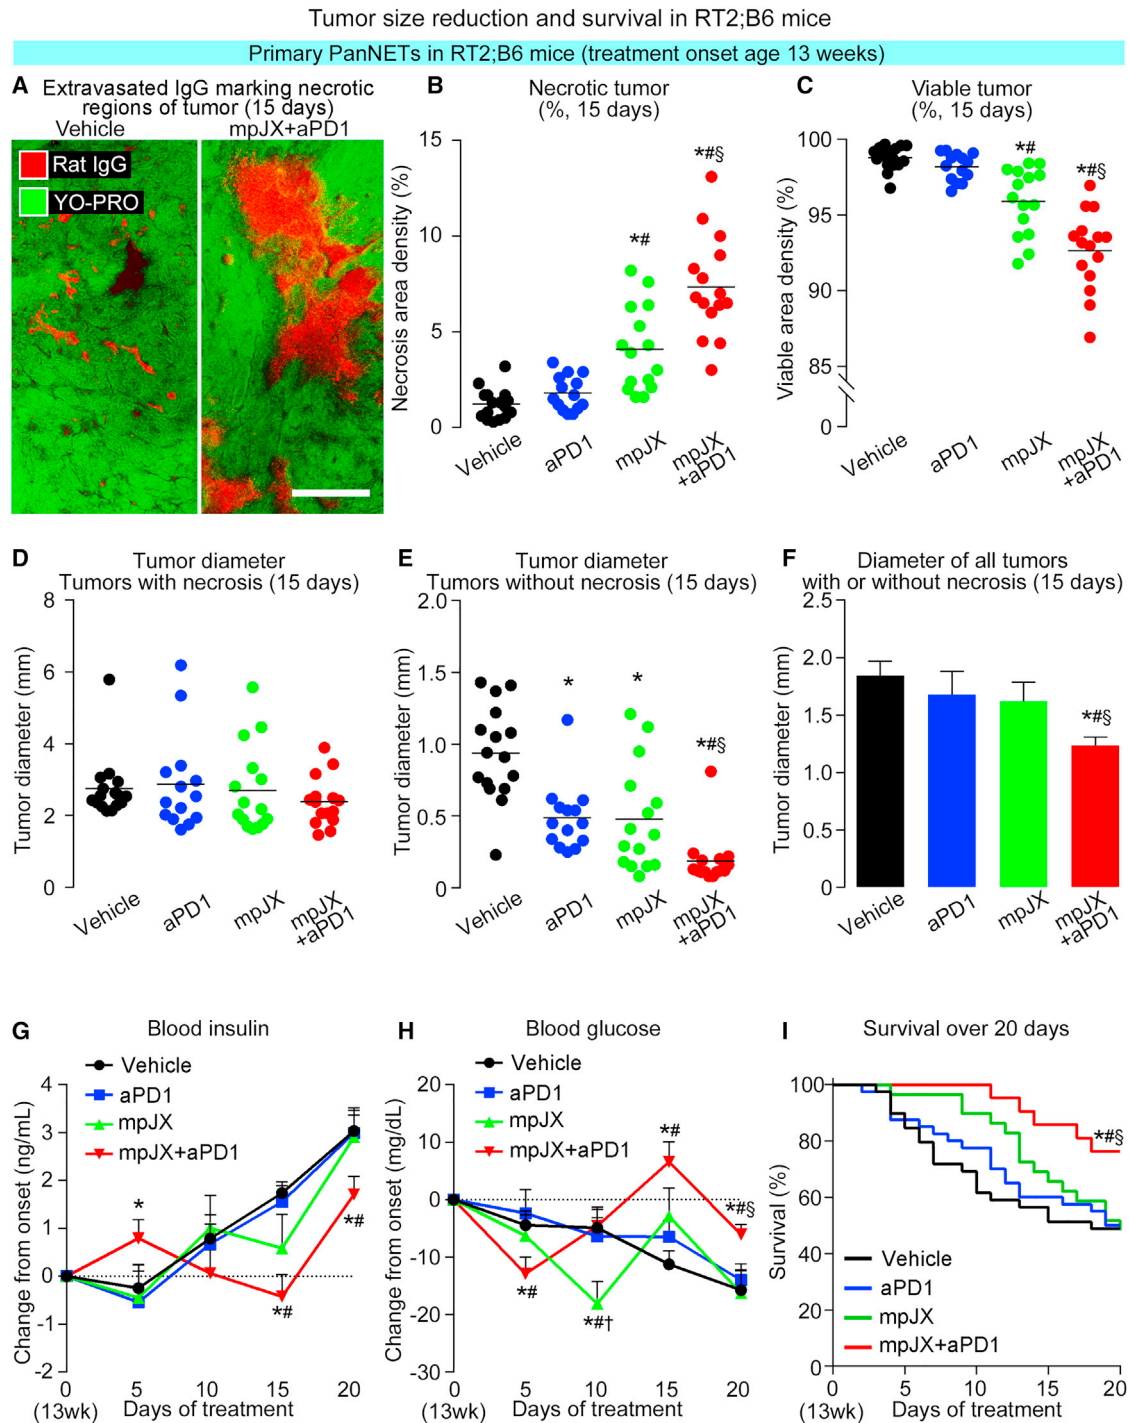 Tumor size reduction and survival in RT2;B6 mice
Primary PanNETs in RT2;B6 mice (treatment onset age 13 weeks)
A
Extravasated IgG marking necrotic
regions of tumor (15 days)
Vehicle
mpJX+aPD1
Rat IgG
YO-PRO
B
Necrotic tumor
(%, 15 days)
Necrosis area density (%)
15
10
5
0
*#
*#§
Vehicle
aPD1
mpJX
mpJX
+aPD1
C
Viable tumor
(%, 15 days)
Viable area density (%)
100
95
90
85
0
*#
*#§
Vehicle
aPD1
mpJX
mpJX
+aPD1
D
Tumor diameter
Tumors with necrosis (15 days)
Tumor diameter (mm)
8
6
4
2
0
Vehicle
aPD1
mpJX
mpJX
+aPD1
E
Tumor diameter
Tumors without necrosis (15 days)
Tumor diameter (mm)
2.0
1.5
1.0
0.5
0
*
*
*#§
Vehicle
aPD1
mpJX
mpJX
+aPD1
F
Diameter of all tumors
with or without necrosis (15 days)
Tumor diameter (mm)
2.5
2.0
1.5
1.0
0.5
0
*#§
Vehicle
aPD1
mpJX
mpJX
+aPD1
G
Blood insulin
Vehicle
aPD1
mpJX
mpJX+aPD1
Change from onset (ng/mL)
4
3
2
1
0
-1
-2
*
*#
*#
0 5 10 15 20
(13wk) Days of treatment
H
Blood glucose
Vehicle
aPD1
mpJX
mpJX+aPD1
Change from onset (mg/dL)
20
10
0
-10
-20
-30
*#
*#§
*#
*#†
0 5 10 15 20
(13wk) Days of treatment
I
Survival over 20 days
Survival (%)
100
80
60
40
20
0
*#§
Vehicle
aPD1
mpJX
mpJX+aPD1
0 5 10 15 20
(13wk) Days of treatment